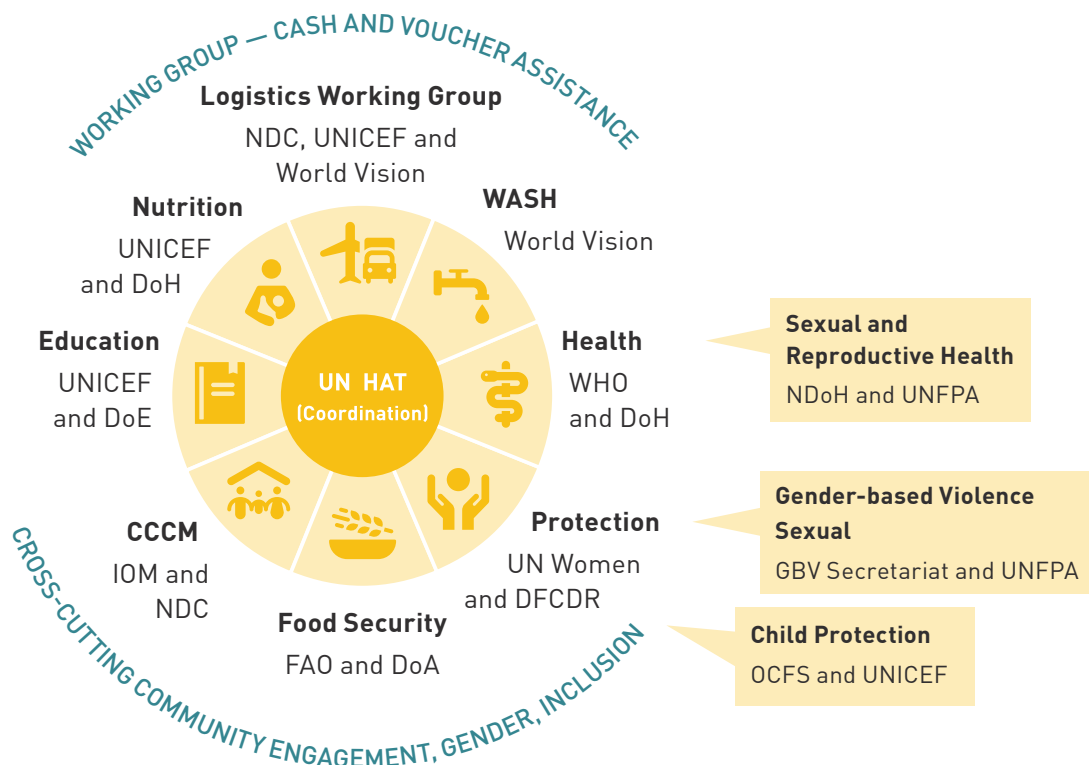 WORKING GROUP — CASH AND VOUCHER ASSISTANCE
Logistics Working Group
NDC, UNICEF and
World Vision
WASH
World Vision
Nutrition
UNICEF
and DoH
Health
WHO
and DoH
Sexual and
Reproductive Health
NDoH and UNFPA
Education
UNICEF
and DoE
UN HAT
(Coordination)
Protection
UN Women
and DFCDR
Gender-based Violence
Sexual
GBV Secretariat and UNFPA
Child Protection
OCFS and UNICEF
CCCM
IOM and
NDC
Food Security
FAO and DoA
CROSS-CUTTING COMMUNITY ENGAGEMENT, GENDER, INCLUSION